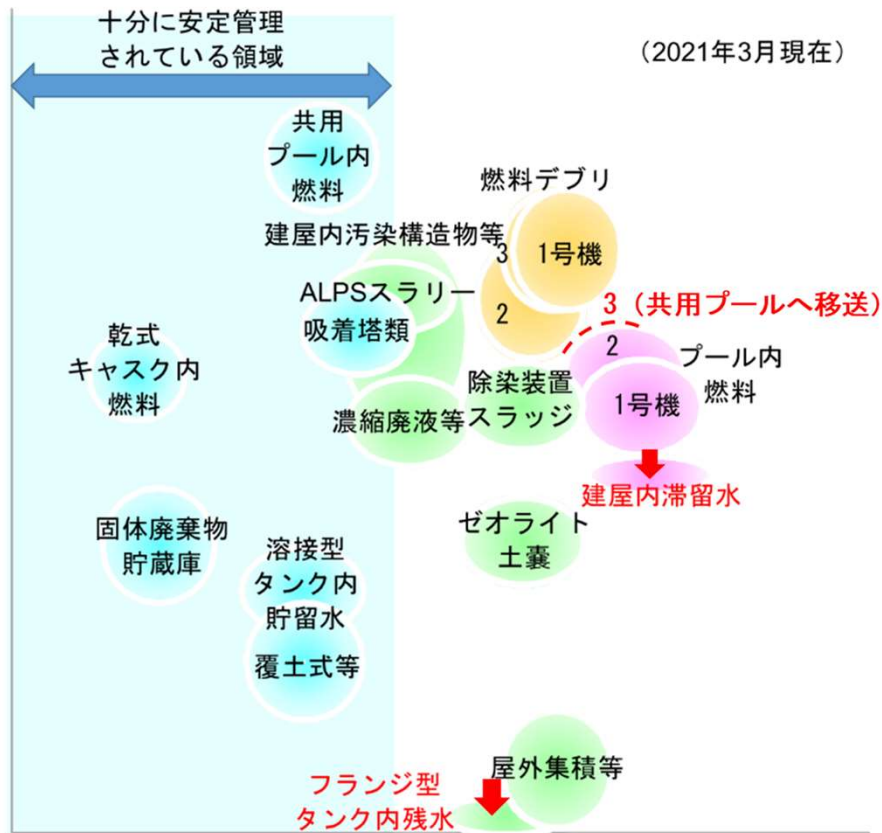 十分に安定管理
されている領域
（2021年3月現在）
共用
プール内
燃料
燃料デブリ
建屋内汚染構造物等
3
1号機
2
ALPSスラリー
吸着塔類
3（共用プールへ移送）
2
プール内
燃料
1号機
乾式
キャスク内
燃料
除染装置
スラッジ
濃縮廃液等
建屋内滞留水
固体廃棄物
貯蔵庫
ゼオライト
土嚢
溶接型
タンク内
貯留水
覆土式等
屋外集積等
フランジ型
タンク内残水